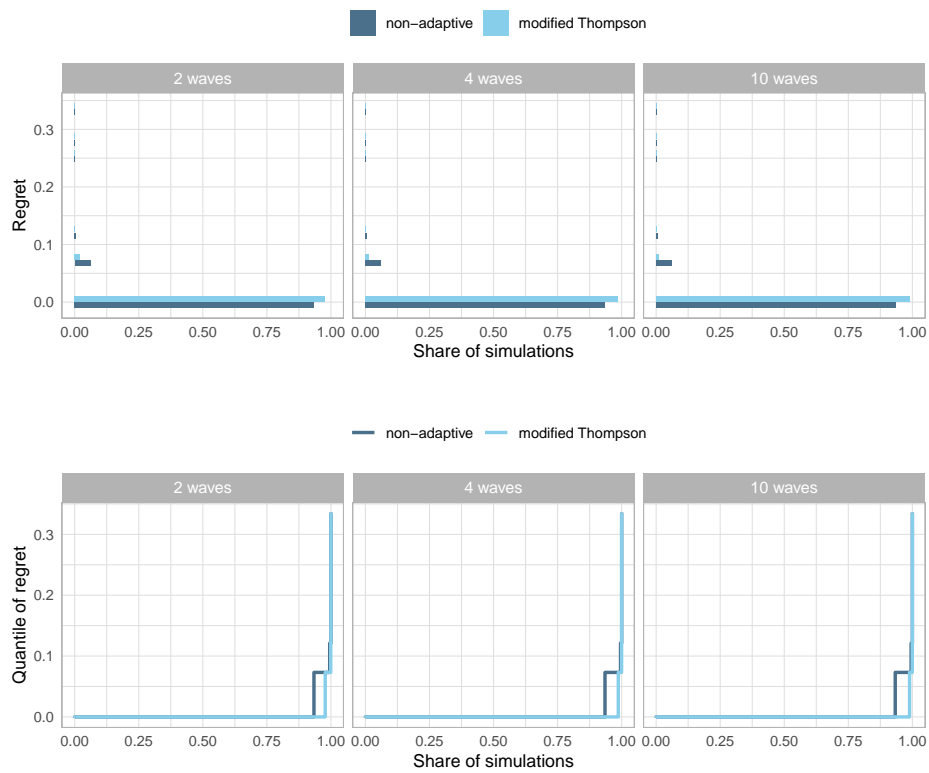 non−adaptive modified Thompson
2 waves 4 waves 10 waves
0.3
0.2
0.1
0.0
Regret
0.00 0.25 0.50 0.75 1.00 0.00 0.25 0.50 0.75 1.00 0.00 0.25 0.50 0.75 1.00
Share of simulations
non−adaptive modified Thompson
2 waves 4 waves 10 waves
0.3
0.2
0.1
0.0
Quantile of regret
0.00 0.25 0.50 0.75 1.00 0.00 0.25 0.50 0.75 1.00 0.00 0.25 0.50 0.75 1.00
Share of simulations